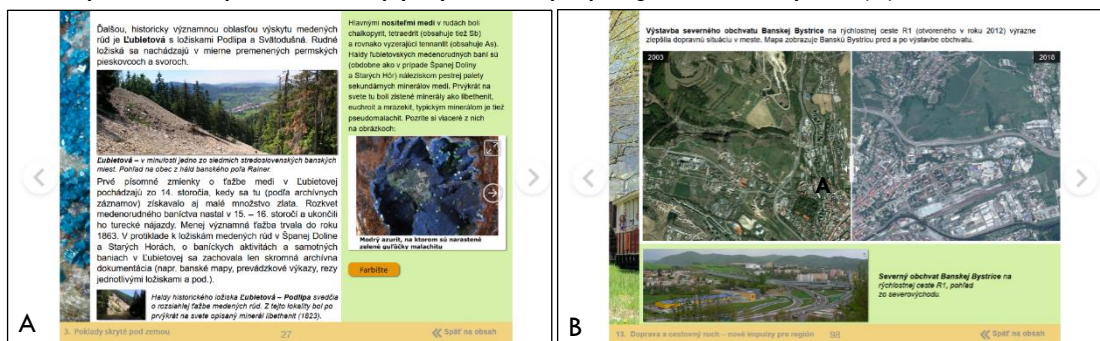 Ďalšou, historicky významnou oblasťou výskytu medených
rúd je Ľubietová s ložiskami Podlipa a Svätodušná. Rudné
ložiská sa nachádzajú v mierne premenených permských
pieskovcoch a svoroch.
Ľubietová – v minulosti jedno zo siedmich stredoslovenských banských
miest. Pohľad na obec z háld banského poľa Rainer.
Prvé písomné zmienky o ťažbe medi v Ľubietovej
pochádzajú zo 14. storočia, kedy sa tu (podľa archívnych
záznamov) získavalo aj malé množstvo zlata. Rozkvet
medenorudného baníctva nastal v 15. – 16. storočí a ukončili
ho turecké nájazdy. Menej významná ťažba trvala do roku
1863. V protiklade k ložiskám medených rúd v Španej Doline
a Starých Horách, o baníckych aktivitách a samotných
baniach v Ľubietovej sa zachovala len skromná archívna
dokumentácia (napr. banské mapy, prevádzkové výkazy, rezy
jednotlivými ložiskami a pod.).
Haldy historického ložiska Ľubietová – Podlipa svedčia
o rozsiahlej ťažbe medených rúd. Z tejto lokality bol po
prvýkrát na svete opísaný minerál libethenit (1823).
Hlavnými nositeľmi medi v rudách boli
chalkopyrit, tetraedrit (obsahuje tiež Sb)
a rovnako vyzerajúci tennantit (obsahuje As).
Haldy ľubietovských medenorudných baní sú
(obdobne ako v prípade Španej Doliny
a Starých Hôr) náleziskom pestrej palety
sekundárnych minerálov medi. Prvýkrát na
svete tu boli zistené minerály ako libethenit,
euchroit a mrázekit, typickým minerálom je tiež
pseudomalachit. Pozrite si viaceré z nich
na obrázkoch:
Modrý azurit, na ktorom sú narastené
zelené guľôčky malachitu
Farbište
A
3. Poklady skryté pod zemou
27
Späť na obsah
Výstavba severného obchvatu Banskej Bystrice na rýchlostnej ceste R1 (otvoreného v roku 2012) výrazne
zlepšila dopravnú situáciu v meste. Mapa zobrazuje Banskú Bystricu pred a po výstavbe obchvatu.
2003
2018
A
Severný obchvat Banskej Bystrice na
rýchlostnej ceste R1, pohľad
zo severovýchodu.
B
13. Doprava a cestovný ruch – nové impulzy pre región
98
Späť na obsah